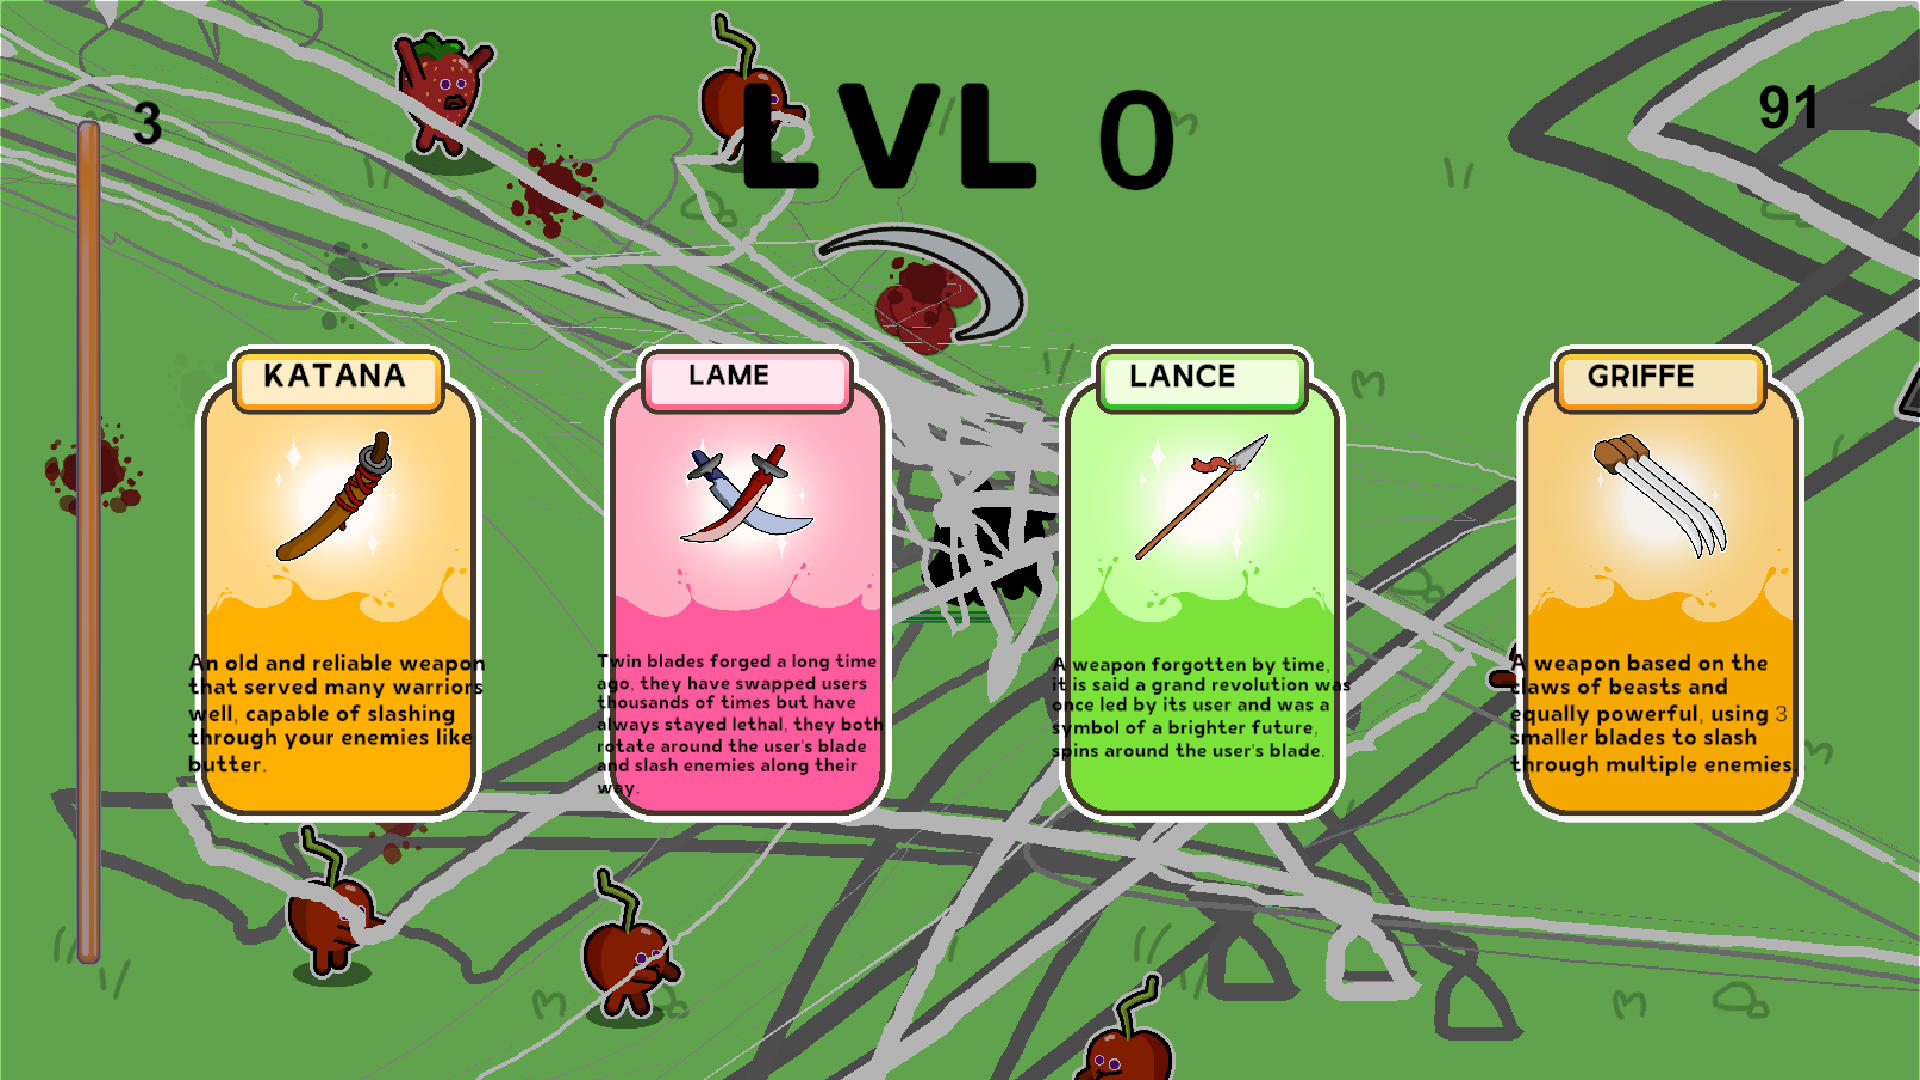 3
LVL 0
91
KATANA
An old and reliable weapon
that served many warriors
well, capable of slashing
through your enemies like
butter.
LAME
Twin blades forged a long time
ago, they have swapped users
thousands of times but have
always stayed lethal, they both
rotate around the user's blade
and slash enemies along their
way.
LANCE
A weapon forgotten by time,
it is said a grand revolution was
once led by its user and was a
symbol of a brighter future,
spins around the user's blade.
GRIFFE
A weapon based on the
claws of beasts and
equally powerful, using 3
smaller blades to slash
through multiple enemies.